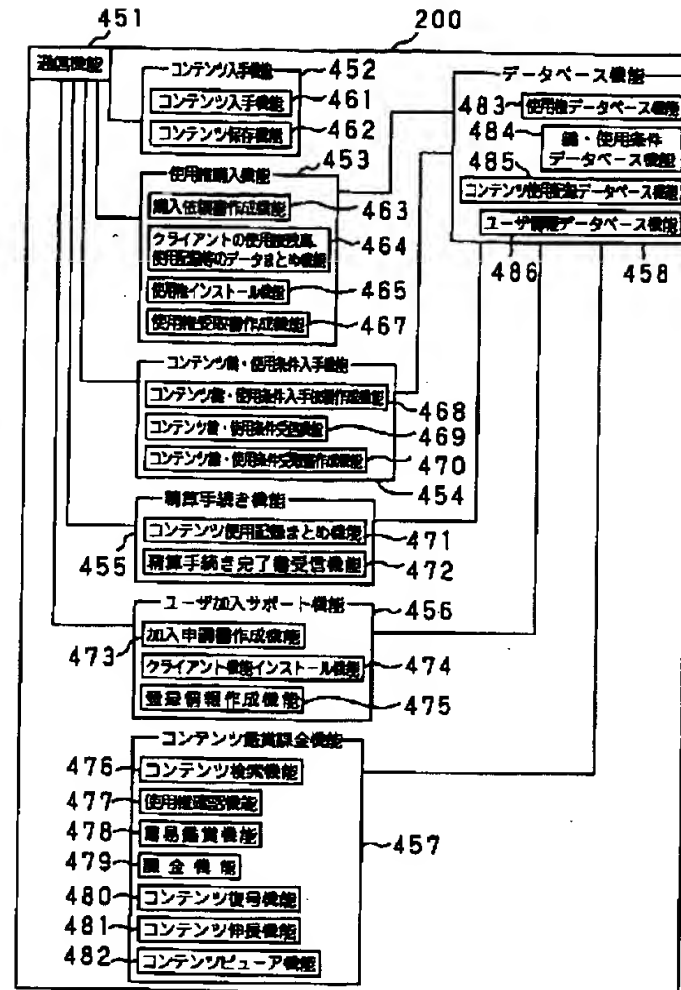 451
200
通信機能
コンテンツ入手機能
452
コンテンツ入手機能
461
コンテンツ保存機能
462
データベース機能
483
使用権データベース機能
484
鍵・使用条件
データベース機能
485
コンテンツ使用記録データベース機能
ユーザ情報データベース機能
486
458
453
使用権購入機能
購入依頼書作成機能
463
クライアントの使用権残高、
使用記録等のデータまとめ機能
464
使用権インストール機能
465
使用権受取書作成機能
467
コンテンツ鍵・使用条件入手機能
コンテンツ鍵・使用条件入手依頼作成機能
468
コンテンツ鍵・使用条件受信機能
469
コンテンツ鍵・使用条件受取書作成機能
470
454
精算手続き機能
コンテンツ使用記録まとめ機能
471
455
精算手続き完了書受信機能
472
ユーザ加入サポート機能
456
加入申請書作成機能
473
クライアント機能インストール機能
474
登録情報作成機能
475
コンテンツ鑑賞課金機能
476
コンテンツ検索機能
477
使用権確認機能
478
簡易鑑賞機能
457
479
課金機能
480
コンテンツ復号機能
481
コンテンツ伸長機能
482
コンテンツビューア機能